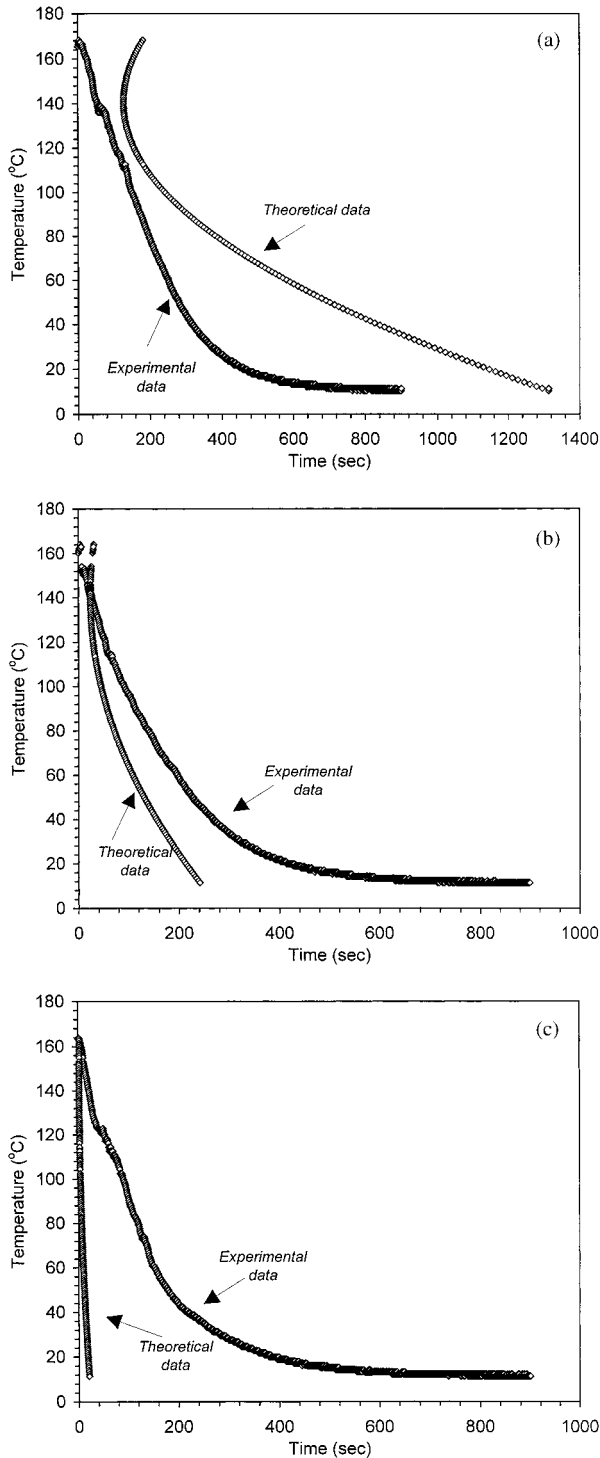 180
(a)
160
140
120
100
80
60
40
20
0
Temperature (°C)
Theoretical data
Experimental
data
0 200 400 600 800 1000 1200 1400
Time (sec)
180
(b)
160
140
120
100
80
60
40
20
0
Temperature (°C)
Experimental
data
Theoretical
data
0 200 400 600 800 1000
Time (sec)
180
(c)
160
140
120
100
80
60
40
20
0
Temperature (°C)
Experimental
data
Theoretical
data
0 200 400 600 800 1000
Time (sec)